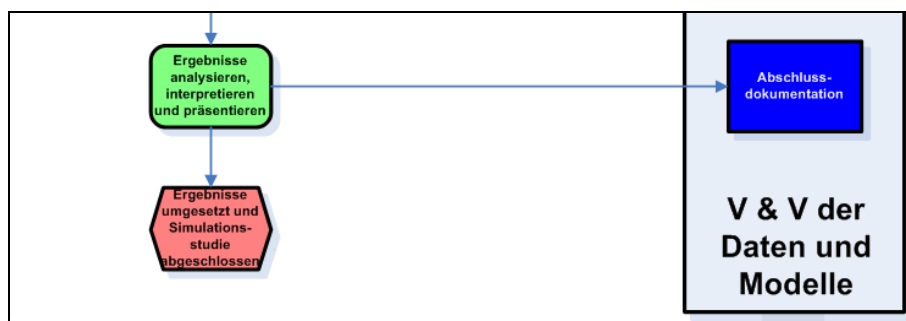 Ergebnisse
analysieren,
interpretieren
und präsentieren
Abschluss-
dokumentation
Ergebnisse
umgesetzt und
Simulations-
studie
abgeschlossen
V & V der
Daten und
Modelle